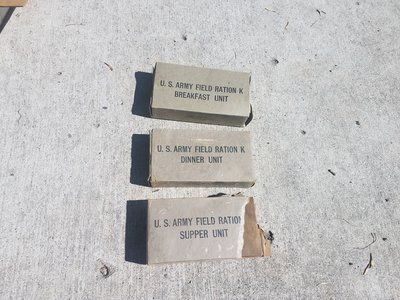 U. S. ARMY FIELD RATION K
BREAKFAST UNIT
U. S. ARMY FIELD RATION K
DINNER UNIT
U. S. ARMY FIELD RATION
SUPPER UNIT